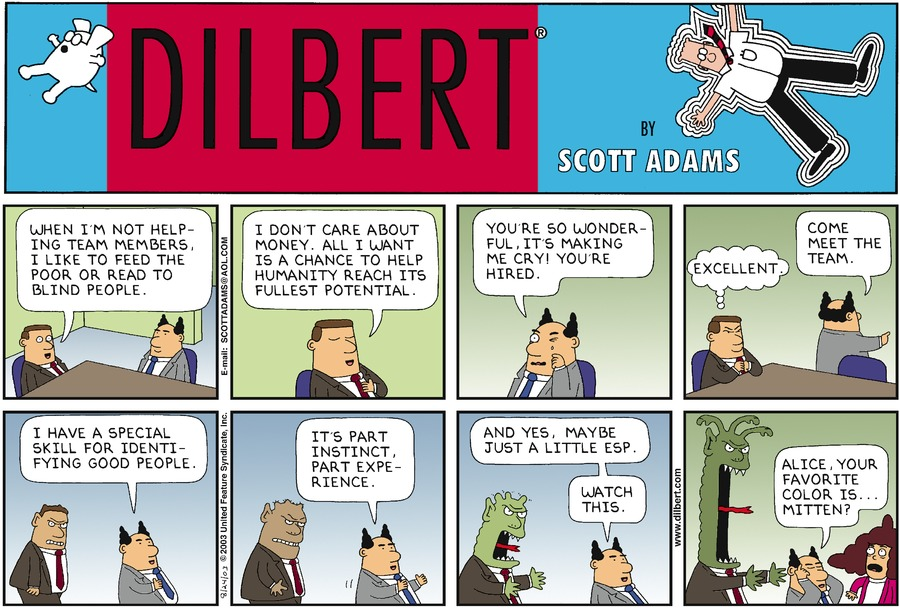 DILBERT®
BY
SCOTT ADAMS
WHEN I'M NOT HELP-
ING TEAM MEMBERS,
I LIKE TO FEED THE
POOR OR READ TO
BLIND PEOPLE.
E-mail: SCOTTADAMS@AOL.COM
I DON'T CARE ABOUT
MONEY. ALL I WANT
IS A CHANCE TO HELP
HUMANITY REACH ITS
FULLEST POTENTIAL.
YOU'RE SO WONDER-
FUL, IT'S MAKING
ME CRY! YOU'RE
HIRED.
EXCELLENT.
COME
MEET THE
TEAM.
I HAVE A SPECIAL
SKILL FOR IDENTI-
FYING GOOD PEOPLE.
8/24/03 © 2003 United Feature Syndicate, Inc.
IT'S PART
INSTINCT,
PART EXPE-
RIENCE.
AND YES, MAYBE
JUST A LITTLE ESP.
WATCH
THIS.
www.dilbert.com
ALICE, YOUR
FAVORITE
COLOR IS...
MITTEN?